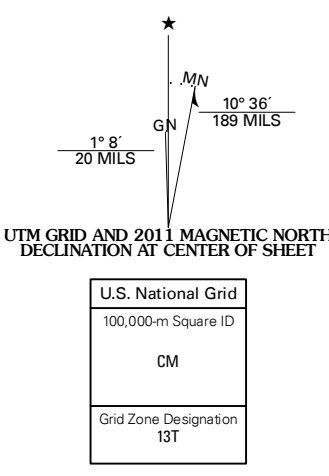 ★
MN
GN
10° 36´
189 MILS
1° 8´
20 MILS
UTM GRID AND 2011 MAGNETIC NORTH
DECLINATION AT CENTER OF SHEET
U.S. National Grid
100,000-m Square ID
CM
Grid Zone Designation
13T